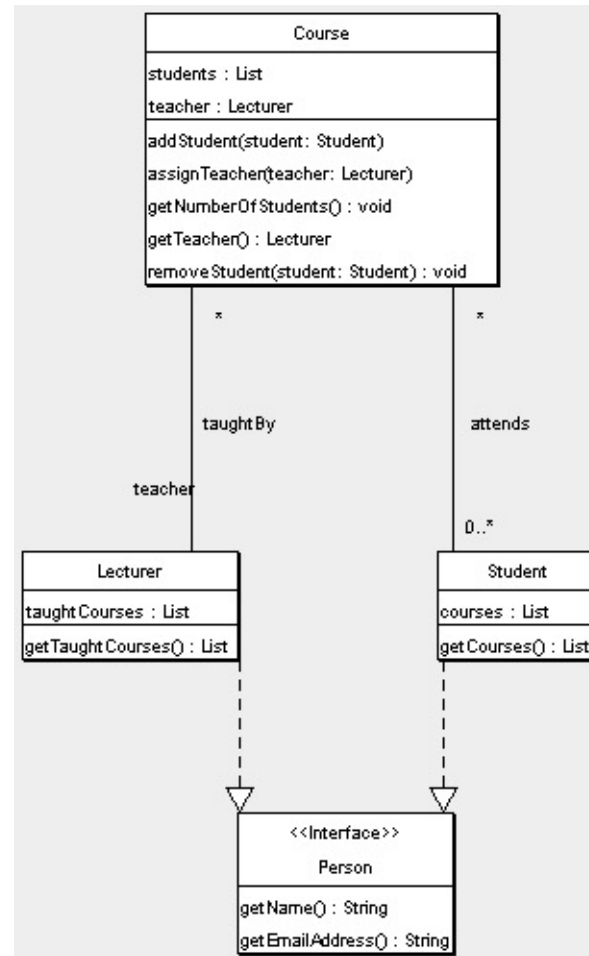 Course
students : List
teacher : Lecturer
addStudent(student: Student)
assignTeacher(teacher: Lecturer)
getNumberOfStudents() : void
getTeacher() : Lecturer
removeStudent(student: Student) : void
*
*
taughtBy
attends
teacher
0..*
Lecturer
taughtCourses : List
getTaughtCourses() : List
Student
courses : List
getCourses() : List
<<Interface>>
Person
getName() : String
getEmailAddress() : String